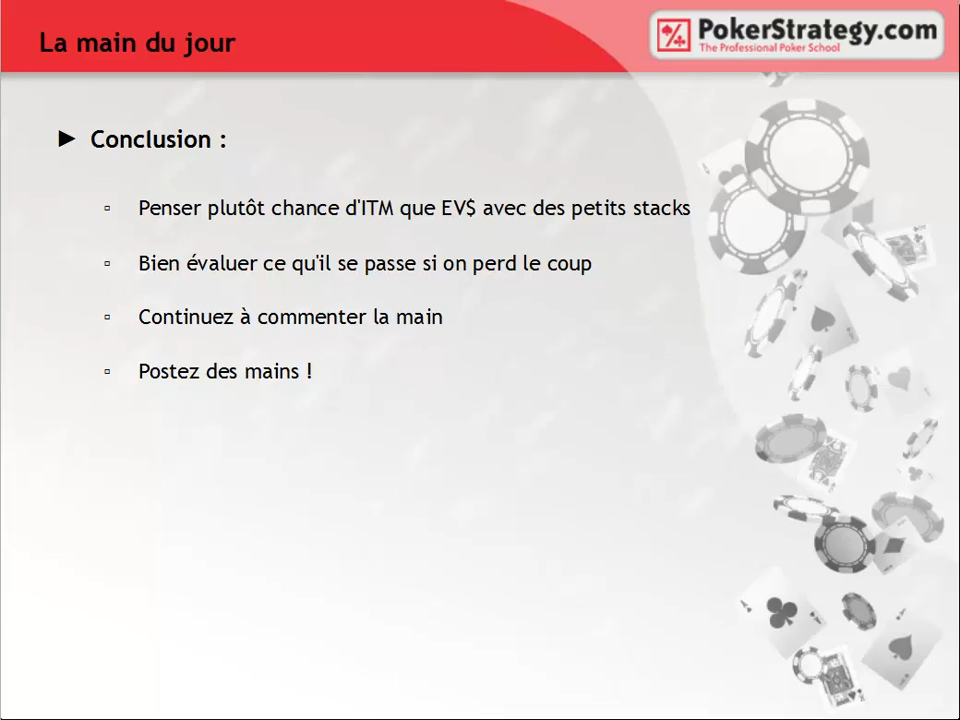 La main du jour
PokerStrategy.com
The Professional Poker School
► Conclusion :
▫ Penser plutôt chance d'ITM que EV$ avec des petits stacks
▫ Bien évaluer ce qu'il se passe si on perd le coup
▫ Continuez à commenter la main
▫ Postez des mains !